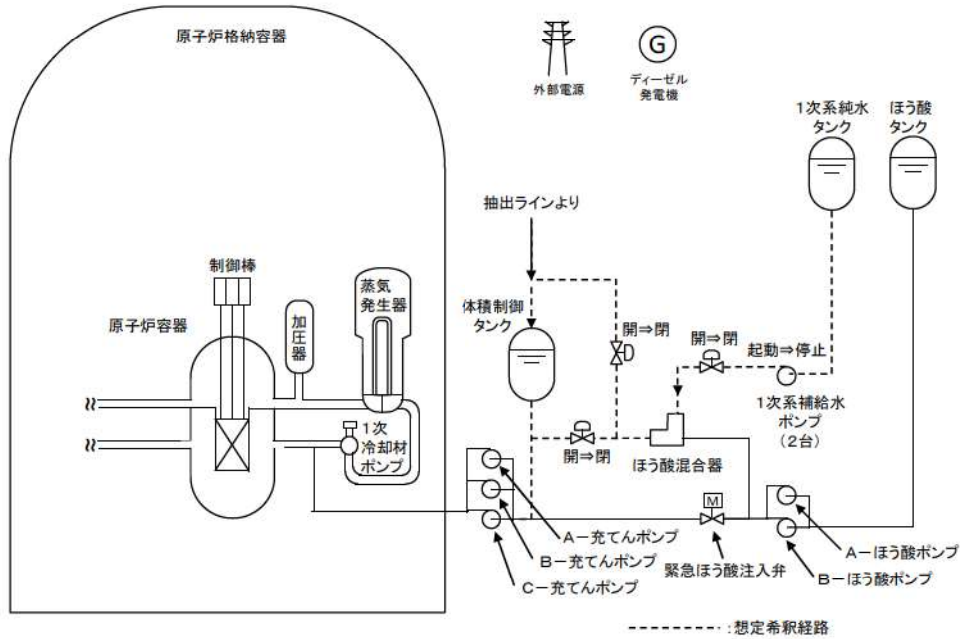 原子炉格納容器
外部電源
G
ディーゼル
発電機
1次系純水
タンク
ほう酸
タンク
抽出ラインより
制御棒
蒸気
発生器
加圧器
原子炉容器
体積制御
タンク
開⇒閉
開⇒閉
起動⇒停止
1次系補給水
ポンプ
(2台)
1次
冷却材
ポンプ
開⇒閉
ほう酸混合器
M
A-充てんポンプ
B-充てんポンプ
C-充てんポンプ
緊急ほう酸注入弁
A-ほう酸ポンプ
B-ほう酸ポンプ
:想定希釈経路